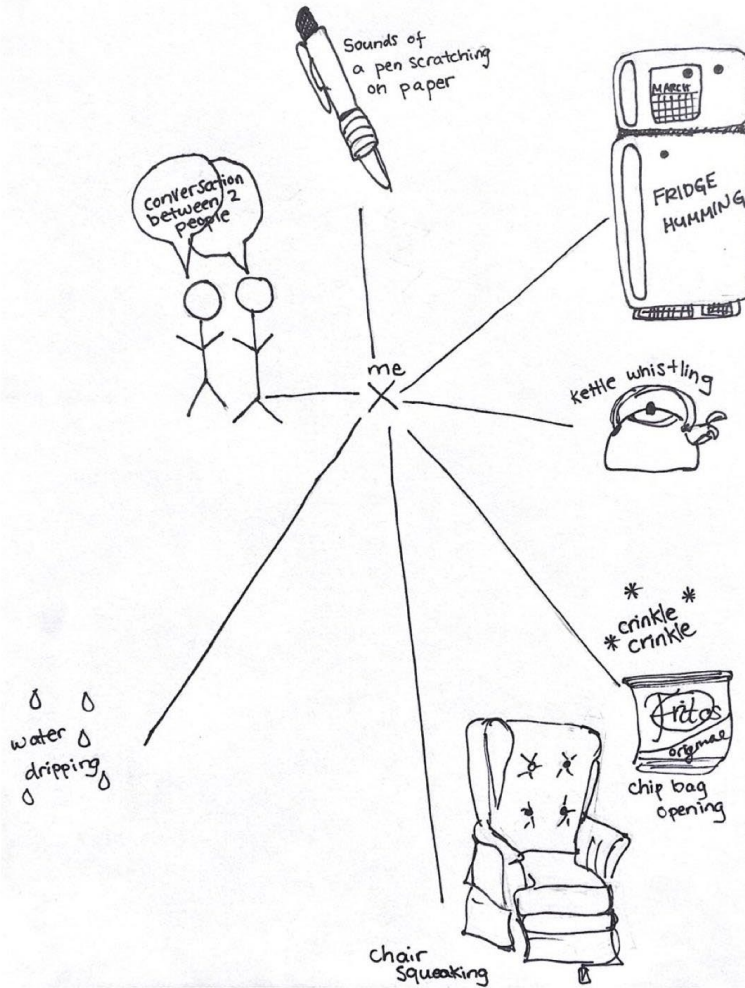 Sounds of
a pen scratching
on paper
MARCH
FRIDGE
HUMMING
conversation
between 2
people
me
kettle whistling
* crinkle *
* crinkle
Fritos
original
chip bag
opening
water
dripping
chair
squeaking